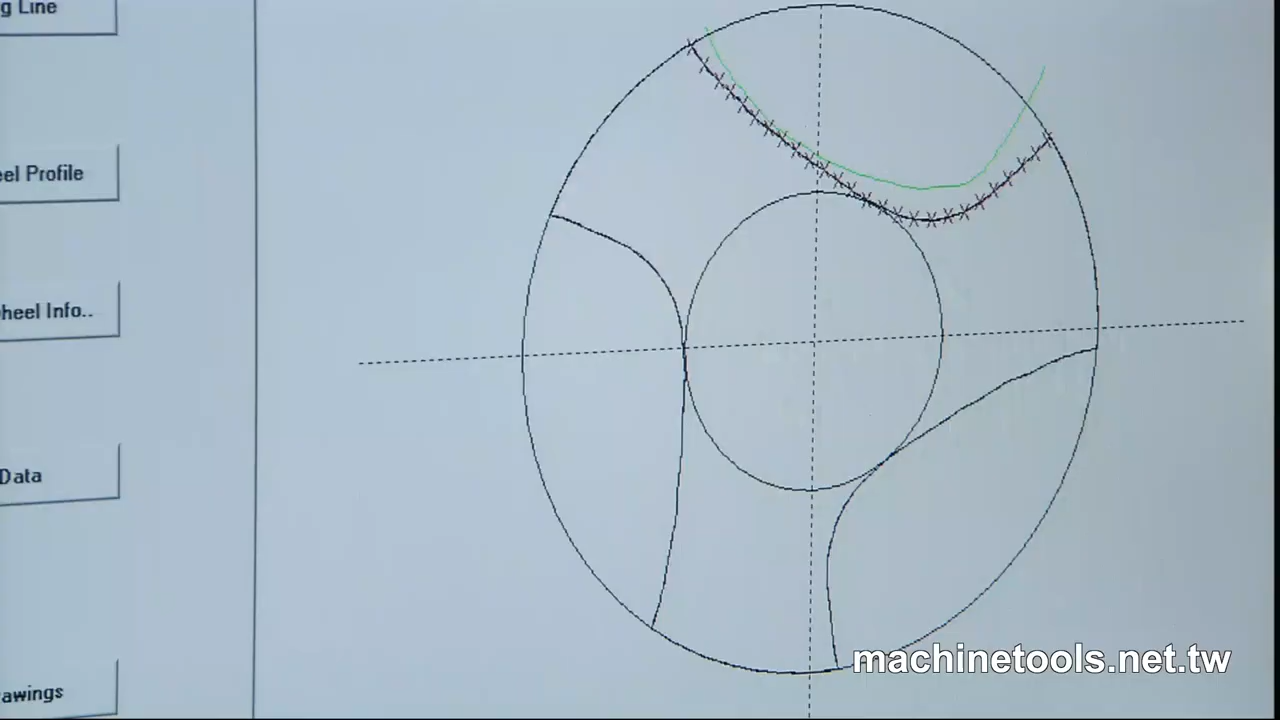 g Line
eel Profile
heel Info..
Data
awings
machinetools.net.tw